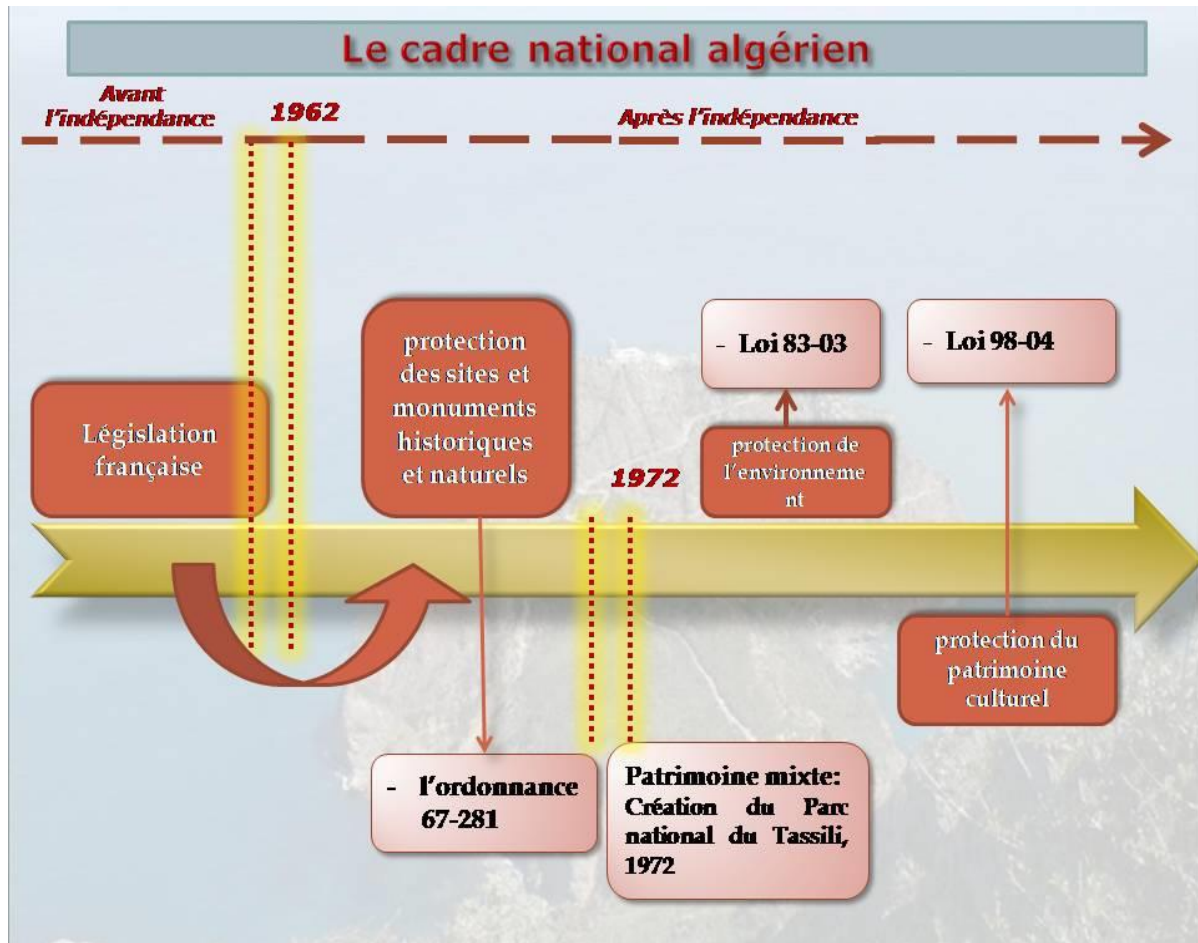 Le cadre national algérien
Avant
l'indépendance
1962
Après l'indépendance
Législation
française
protection
des sites et
monuments
historiques
et naturels
- Loi 83-03
- Loi 98-04
protection de
l'environneme
nt
1972
protection du
patrimoine
culturel
- l'ordonnance
67-281
Patrimoine mixte:
Création du Parc
national du Tassili,
1972